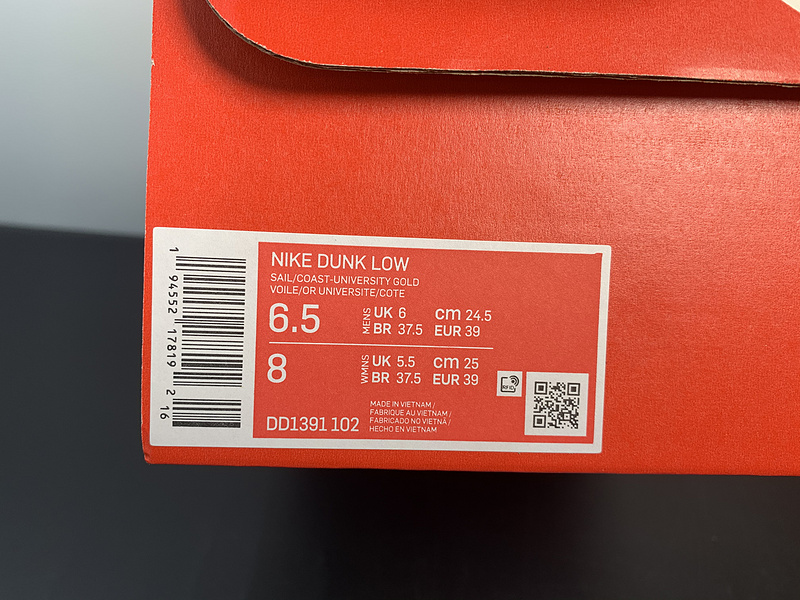 NIKE DUNK LOW
SAIL/COAST-UNIVERSITY GOLD
VOILE/OR UNIVERSITE/COTE
6.5 MENS UK 6 cm 24.5
BR 37.5 EUR 39
8 WMNS UK 5.5 cm 25
BR 37.5 EUR 39
DD1391 102
MADE IN VIETNAM /
FABRIQUE AU VIETNAM /
FABRICADO NO VIETNÃ /
HECHO EN VIETNAM
RFID
1 94552 17819 2 16